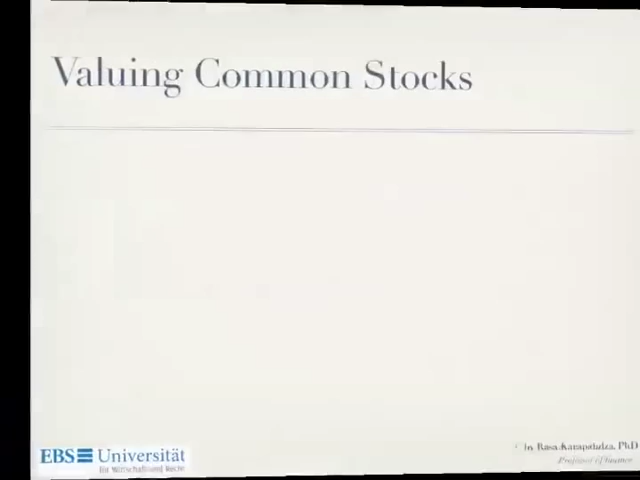 Valuing Common Stocks
EBS Universität
für Wirtschaft und Recht
by Rasa Karapandza, PhD
Professor of finance